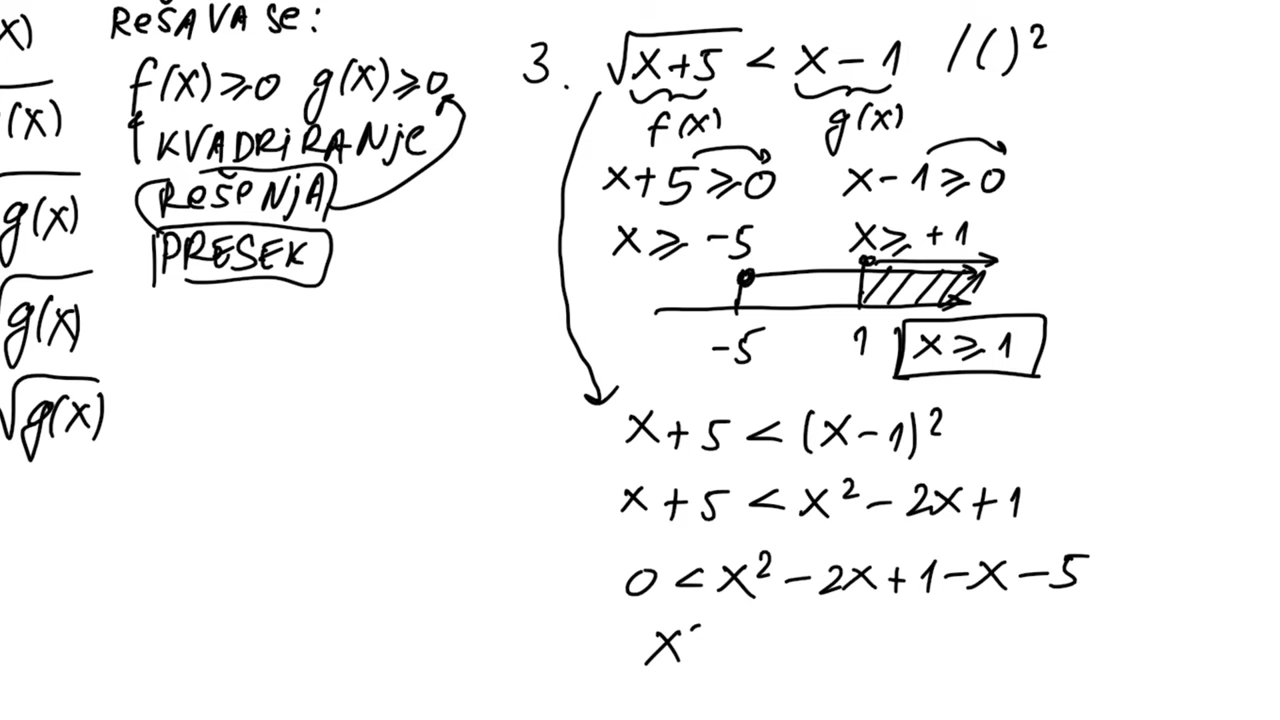 x)
(x)
g(x)
g(x)
√g(x)
REŠAVA SE:
f(x)≥0 g(x)≥0
KVADRIRANJE
REŠENJA
PRESEK
3. √x+5 < x-1 /()²
f(x) g(x)
x+5≥0 x-1≥0
x≥-5 x≥+1
-5 1 x≥1
x+5<(x-1)²
x+5<x²-2x+1
0<x²-2x+1-x-5
x